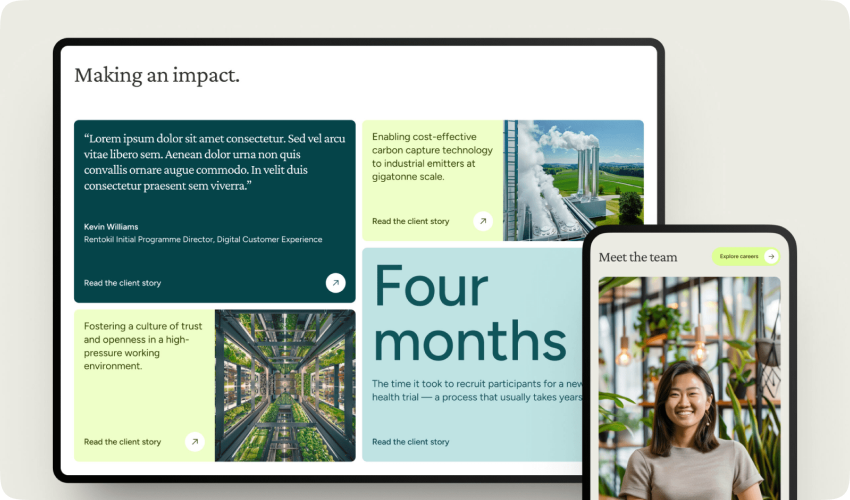 Making an impact.
“Lorem ipsum dolor sit amet consectetur. Sed vel arcu
vitae libero sem. Aenean dolor urna non quis
convallis ornare augue commodo. In velit duis
consectetur praesent sem viverra.”
Kevin Williams
Rentokil Initial Programme Director, Digital Customer Experience
Read the client story
Enabling cost-effective
carbon capture technology
to industrial emitters at
gigatonne scale.
Read the client story
Fostering a culture of trust
and openness in a high-
pressure working
environment.
Read the client story
Four
months
The time it took to recruit participants for a new
health trial — a process that usually takes years
Read the client story
Meet the team
Explore careers